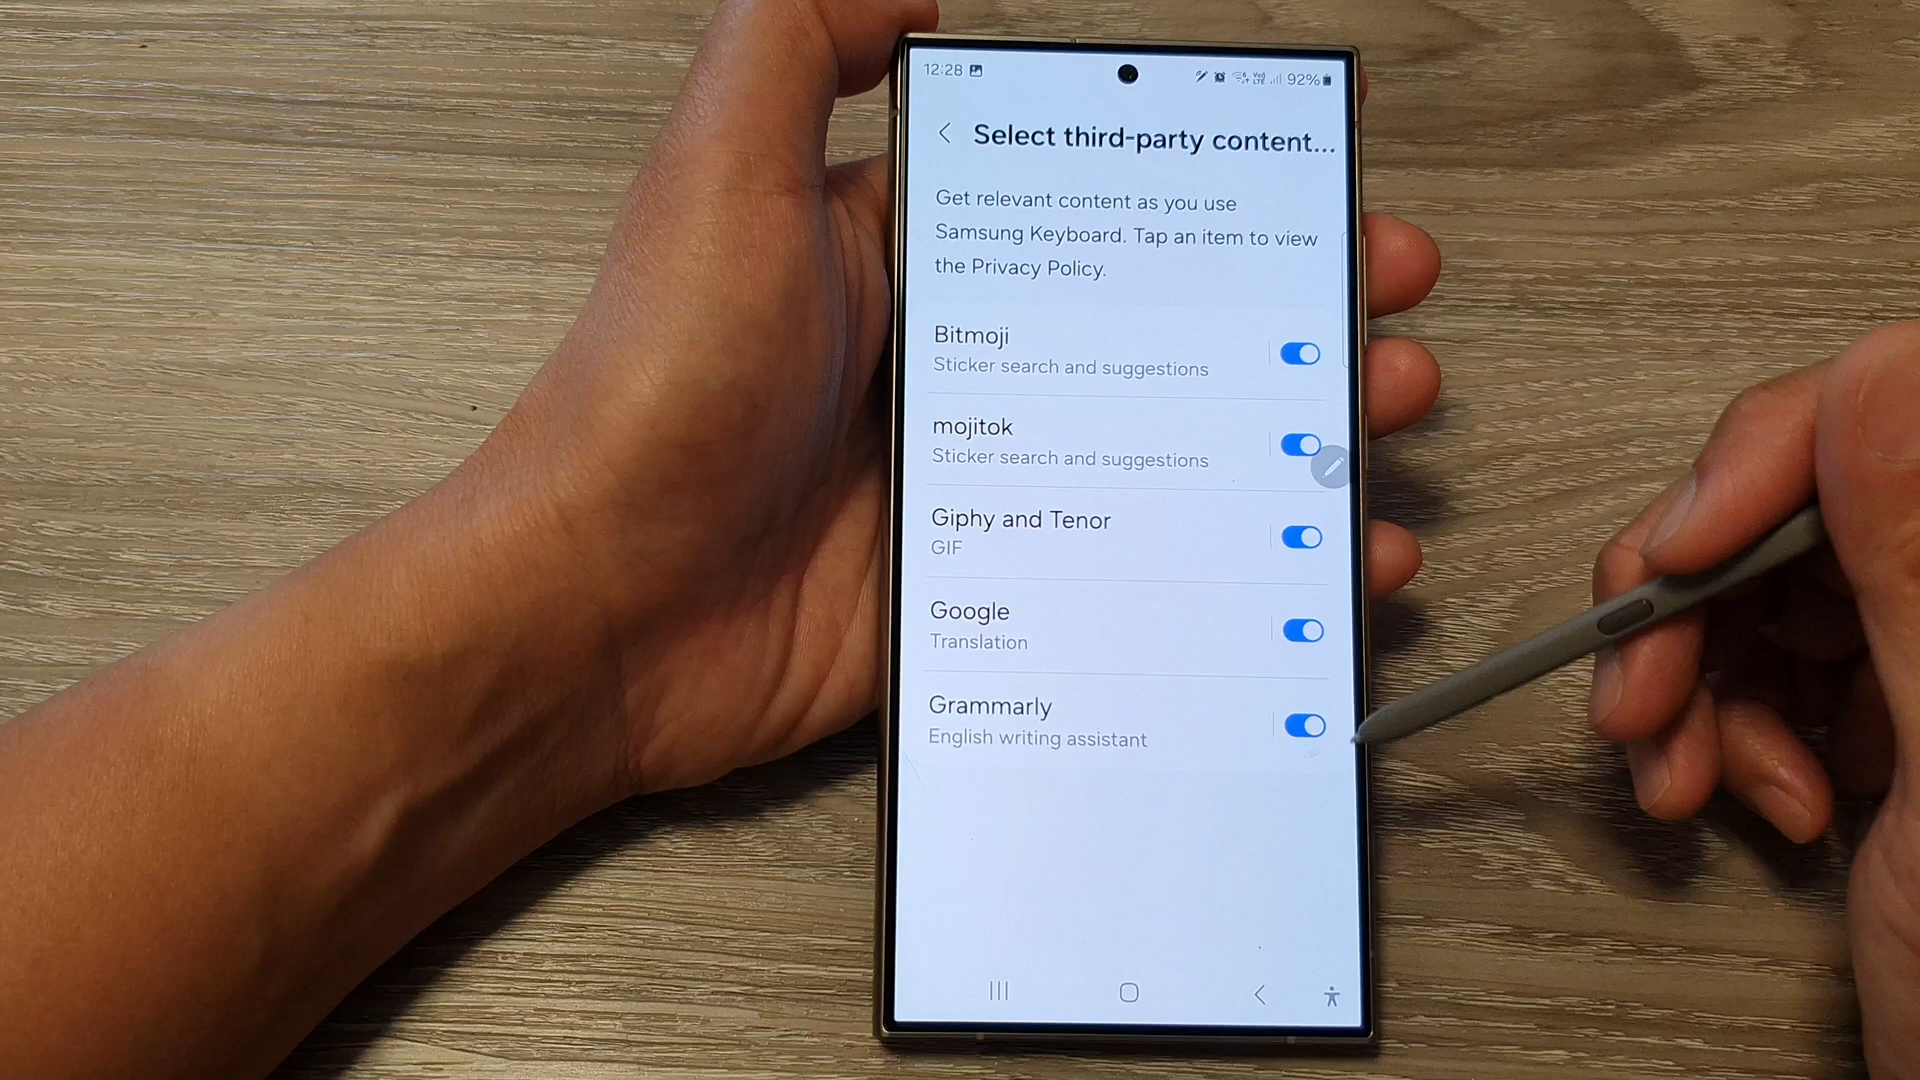 12:28
Vo)) LTE 92%
Select third-party content...
Get relevant content as you use
Samsung Keyboard. Tap an item to view
the Privacy Policy.
Bitmoji
Sticker search and suggestions
mojitok
Sticker search and suggestions
Giphy and Tenor
GIF
Google
Translation
Grammarly
English writing assistant